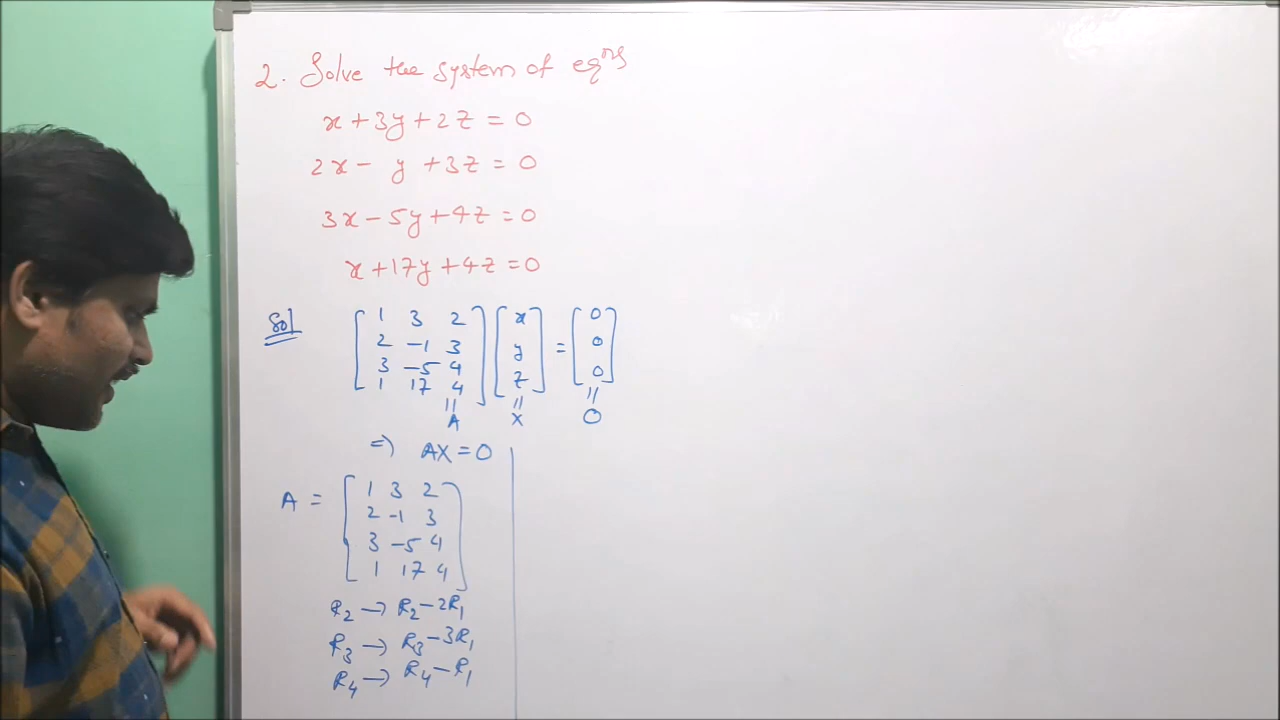 2. Solve the system of eqns
x + 3y + 2z = 0
2x - y + 3z = 0
3x - 5y + 4z = 0
x + 17y + 4z = 0
Sol [1 3 2] [x] = [0]
[2 -1 3] [y] [0]
[3 -5 4] [z] [0]
[1 17 4]
|| || ||
A X O
=> AX = O
A = [1 3 2]
[2 -1 3]
[3 -5 4]
[1 17 4]
R2 → R2 - 2R1
R3 → R3 - 3R1
R4 → R4 - R1